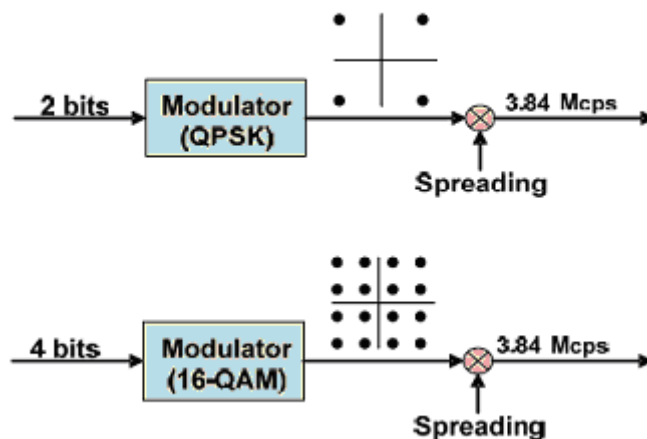 2 bits
Modulator
(QPSK)
3.84 Mcps
Spreading
4 bits
Modulator
(16-QAM)
3.84 Mcps
Spreading